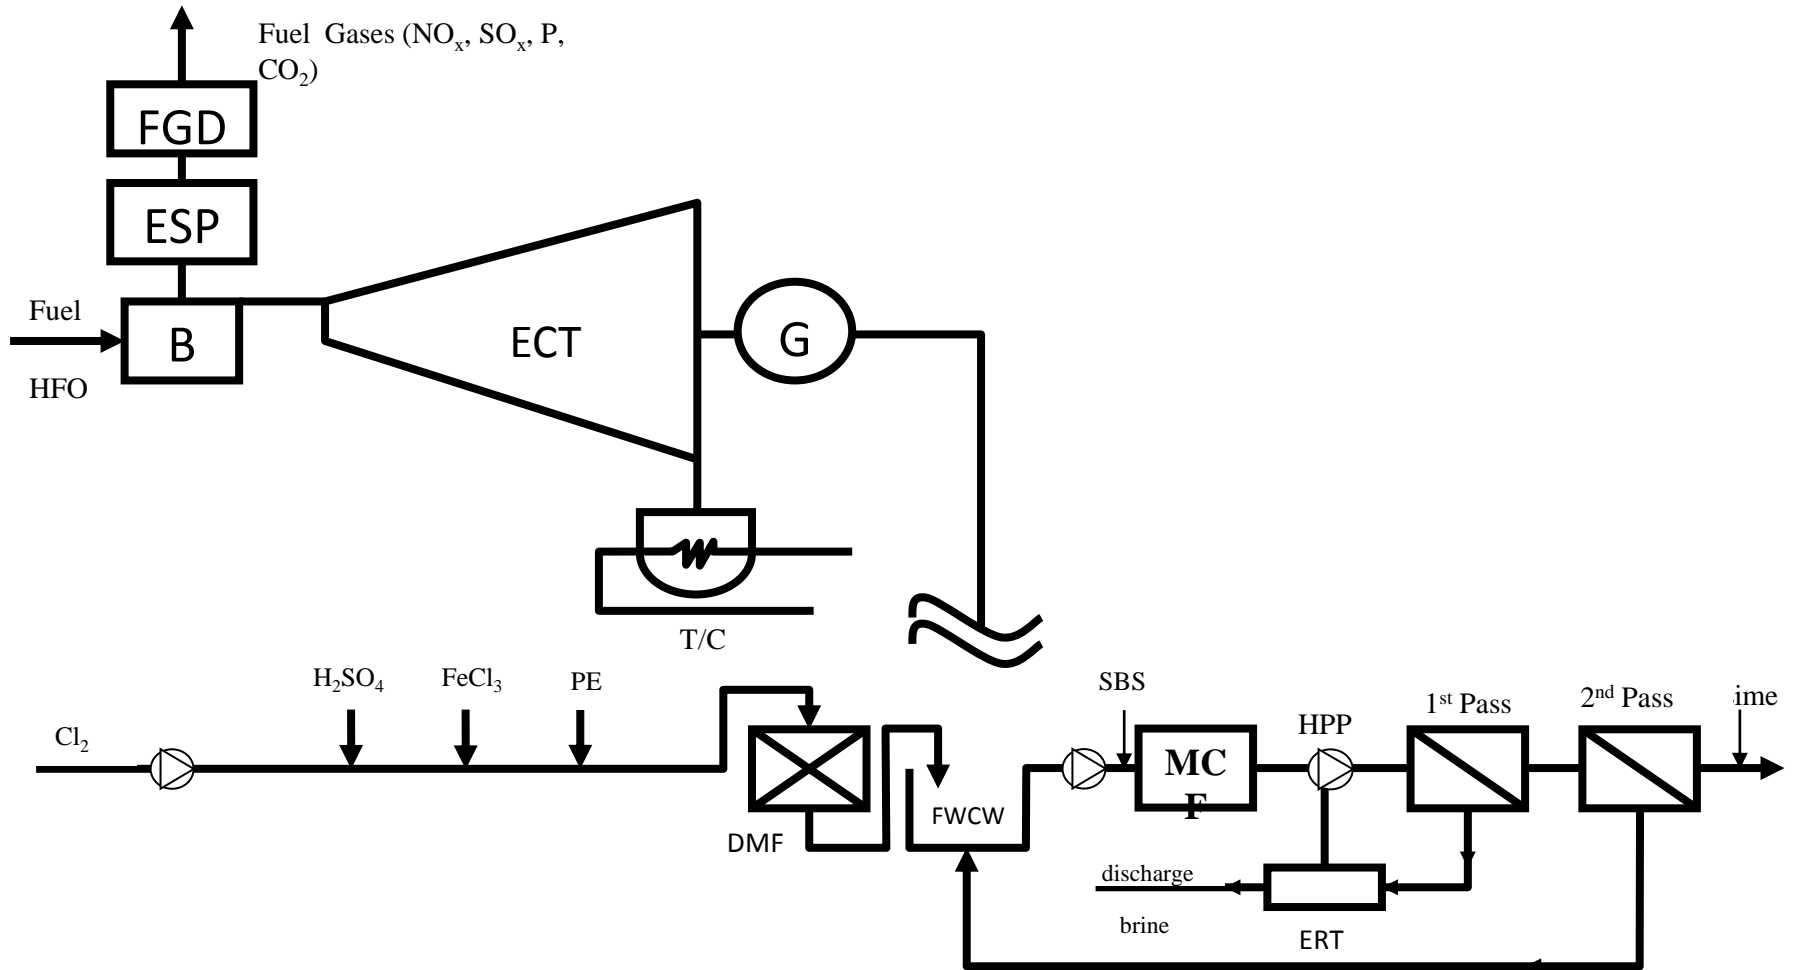 Fuel Gases (NOx, SOx, P,
CO2)
FGD
ESP
Fuel
B
HFO
ECT
G
T/C
H2SO4
FeCl3
PE
Cl2
DMF
FWCW
SBS
MC
F
HPP
1st Pass
2nd Pass
ime
discharge
brine
ERT